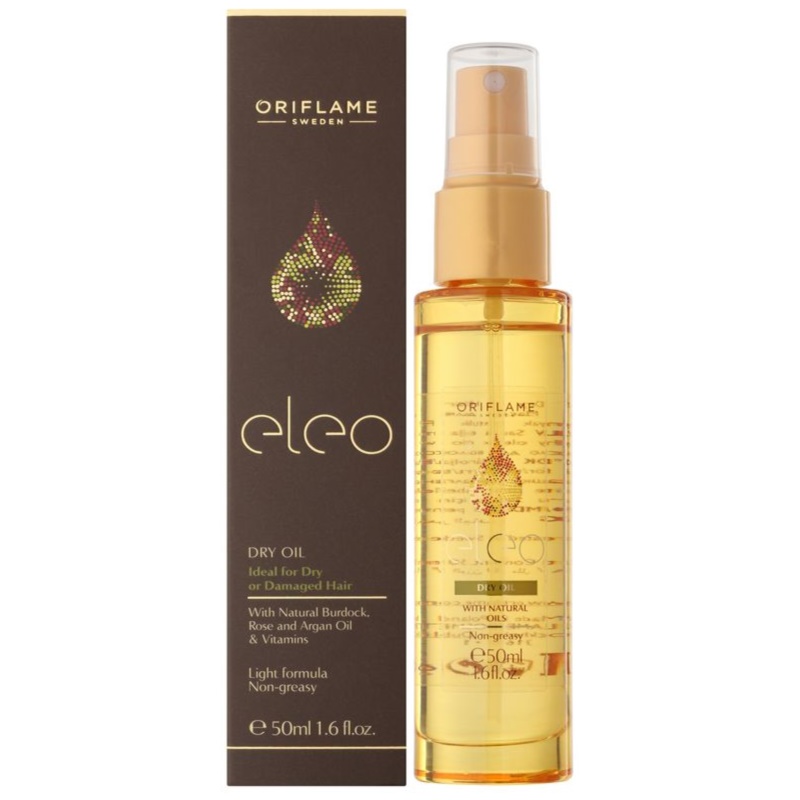 ORIFLAME
SWEDEN
eleo
DRY OIL
Ideal for Dry
or Damaged Hair
With Natural Burdock,
Rose and Argan Oil
& Vitamins
Light formula
Non-greasy
℮ 50ml 1.6 fl.oz.
ORIFLAME
SWEDEN
eleo
DRY OIL
WITH NATURAL
OILS
Non-greasy
℮50ml
1.6fl.oz.